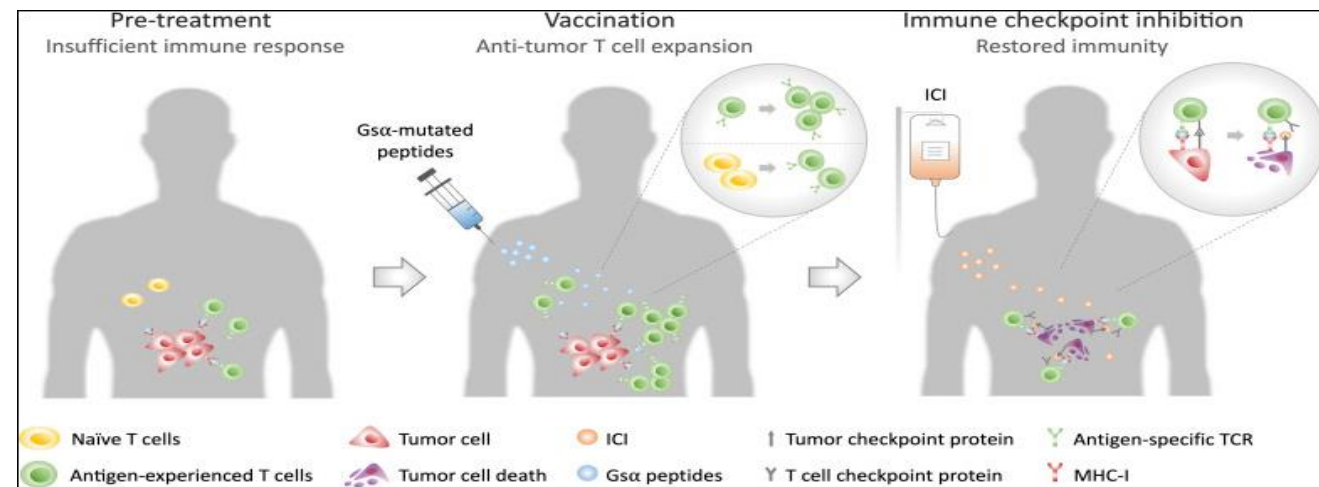 Pre-treatment
Insufficient immune response
Vaccination
Anti-tumor T cell expansion
Immune checkpoint inhibition
Restored immunity
Gsα-mutated
peptides
ICI
Naïve T cells
Tumor cell
ICI
Tumor checkpoint protein
Antigen-specific TCR
Antigen-experienced T cells
Tumor cell death
Gsα peptides
T cell checkpoint protein
MHC-I